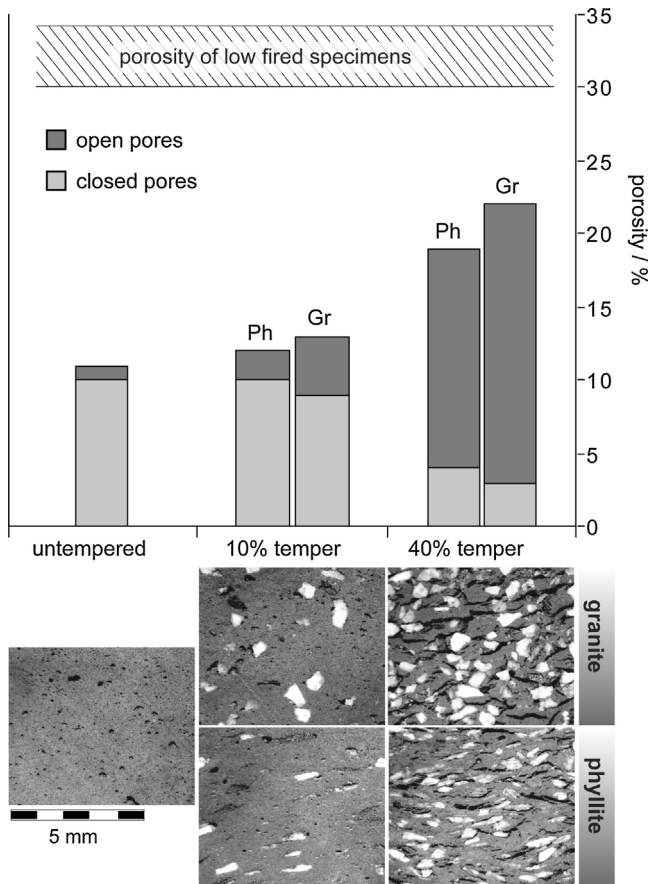 35
porosity of low fired specimens
30
open pores
closed pores
25
Gr
Ph
20
porosity / %
15
Gr
Ph
10
5
0
untempered
10% temper
40% temper
granite
phyllite
5 mm